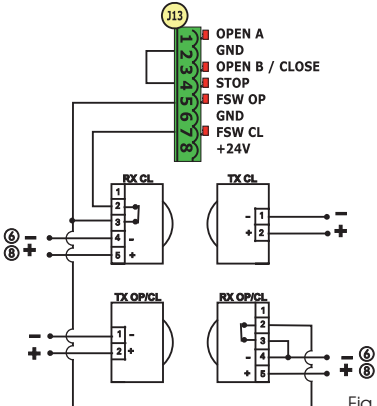 J13
1 OPEN A
2 GND
3 OPEN B / CLOSE
4 STOP
5 FSW OP
6 GND
7 FSW CL
8 +24V
RX CL
TX CL
1
2
3
6 - 4 -
8 + 5 +
- 1 -
+ 2 +
TX OP/CL
RX OP/CL
- 1 -
+ 2 +
1
2
3
- 4 - 6
+ 5 + 8
Fig